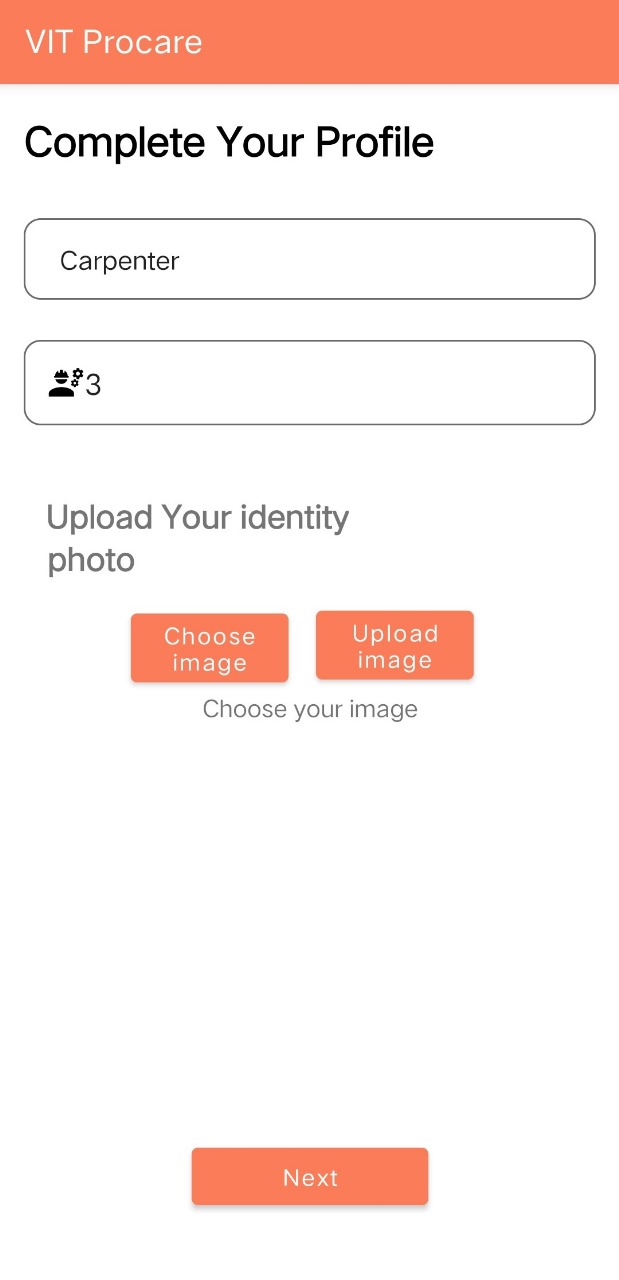 VIT Procare
Complete Your Profile
Carpenter
3
Upload Your identity
photo
Choose
image
Upload
image
Choose your image
Next